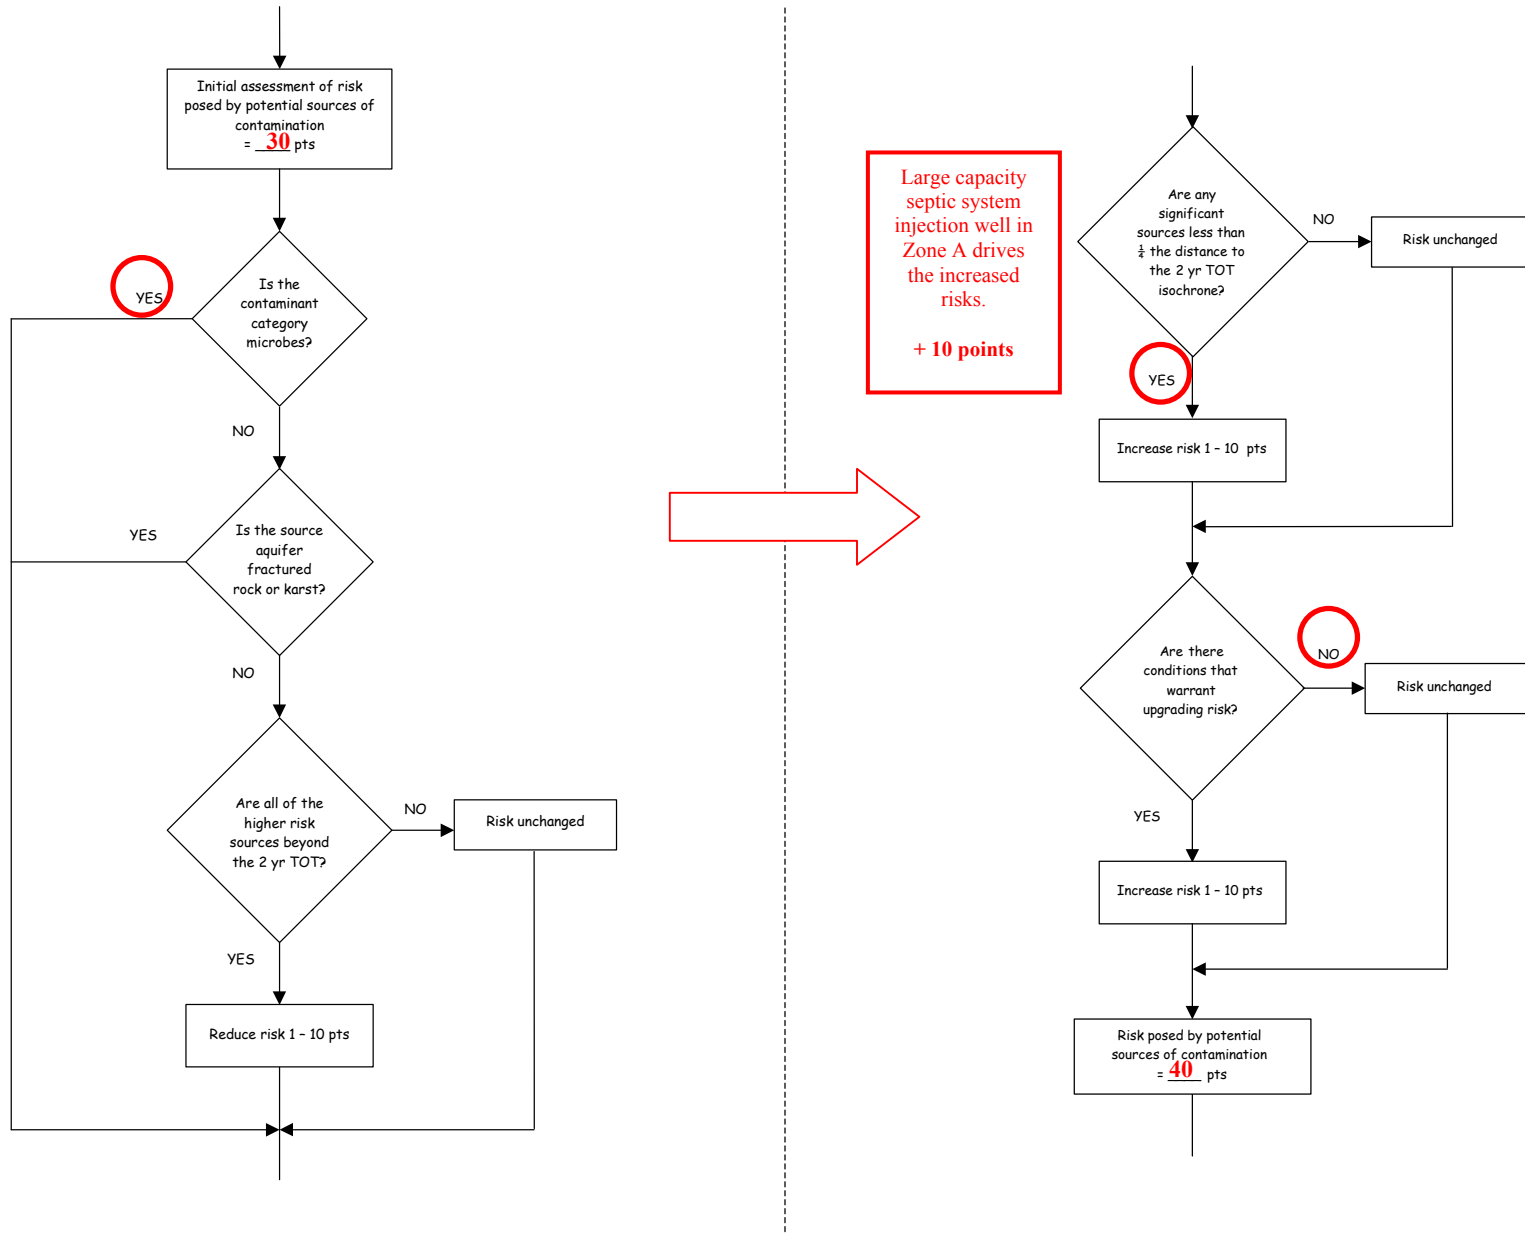 Initial assessment of risk
posed by potential sources of
contamination
= 30 pts
Is the
contaminant
category
microbes?
YES
NO
Is the source
aquifer
fractured
rock or karst?
YES
NO
Are all of the
higher risk
sources beyond
the 2 yr TOT?
NO
Risk unchanged
YES
Reduce risk 1 – 10 pts
Large capacity
septic system
injection well in
Zone A drives
the increased
risks.
+ 10 points
Are any
significant
sources less than
¼ the distance to
the 2 yr TOT
isochrone?
NO
Risk unchanged
YES
Increase risk 1 – 10 pts
Are there
conditions that
warrant
upgrading risk?
NO
Risk unchanged
YES
Increase risk 1 – 10 pts
Risk posed by potential
sources of contamination
= 40 pts